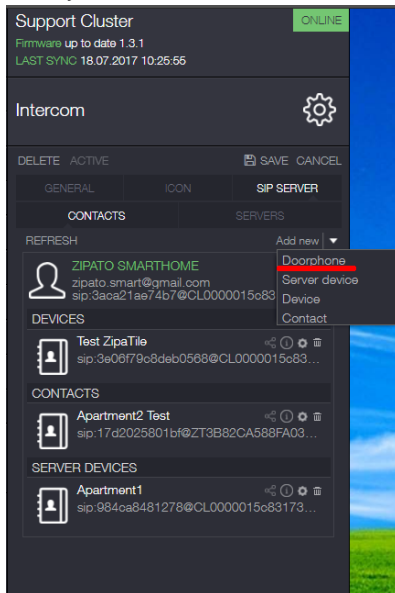 Support Cluster
ONLINE
Firmware up to date 1.3.1
LAST SYNC 18.07.2017 10:25:55
Intercom
DELETE ACTIVE
SAVE CANCEL
GENERAL ICON SIP SERVER
CONTACTS SERVERS
REFRESH
Add new
Doorphone
Server device
Device
Contact
ZIPATO SMARTHOME
zipato.smart@gmail.com
sip:3aca21ae74b7@CL0000015c83
DEVICES
Test ZipaTile
sip:3e06f79c8deb0568@CL0000015c83...
CONTACTS
Apartment2 Test
sip:17d2025801bf@ZT3B82CA588FA03...
SERVER DEVICES
Apartment1
sip:984ca8481278@CL0000015c83173...